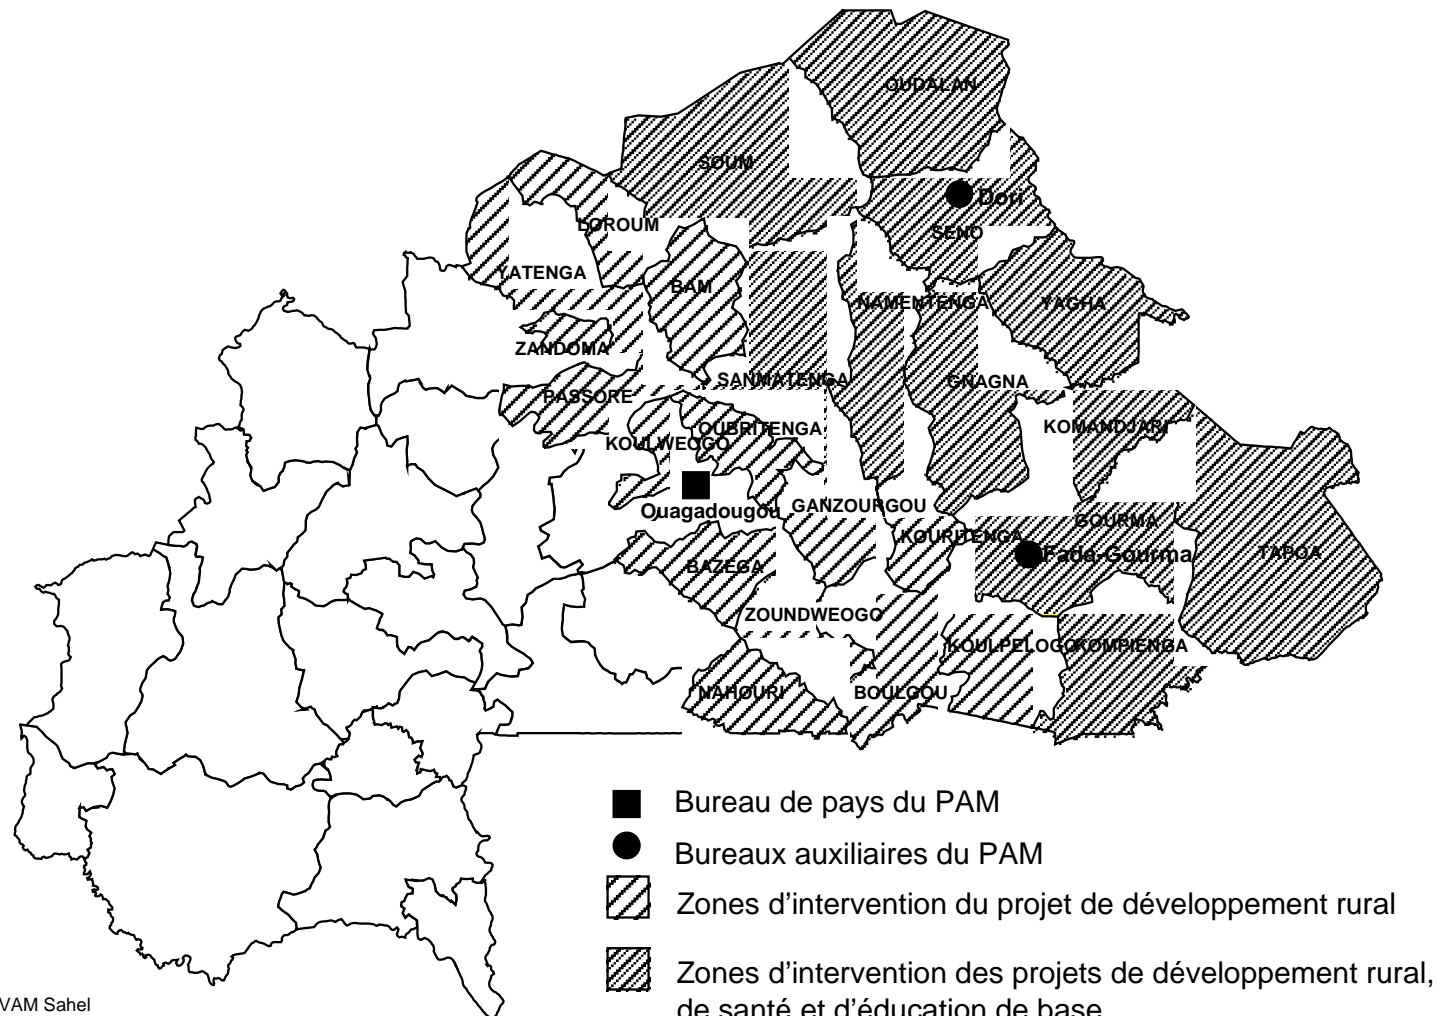 OUDALAN
SOUM
Dori
LOROUM
SENO
YATENGA
BAM
NAMENTENGA
YAGHA
ZANDOMA
SANMATENGA
GNAGNA
PASSORE
KOMANDJARI
OUBRITENGA
KOULWEOGO
Ouagadougou
GANZOURGOU
GOURMA
KOURITENGA
Fada-Gourma
TAPOA
BAZEGA
ZOUNDWEOGO
KOULPELOGO
KOMPIENGA
NAHOURI
BOULGOU
Bureau de pays du PAM
Bureaux auxiliaires du PAM
Zones d'intervention du projet de développement rural
Zones d'intervention des projets de développement rural,
de santé et d'éducation de base
VAM Sahel